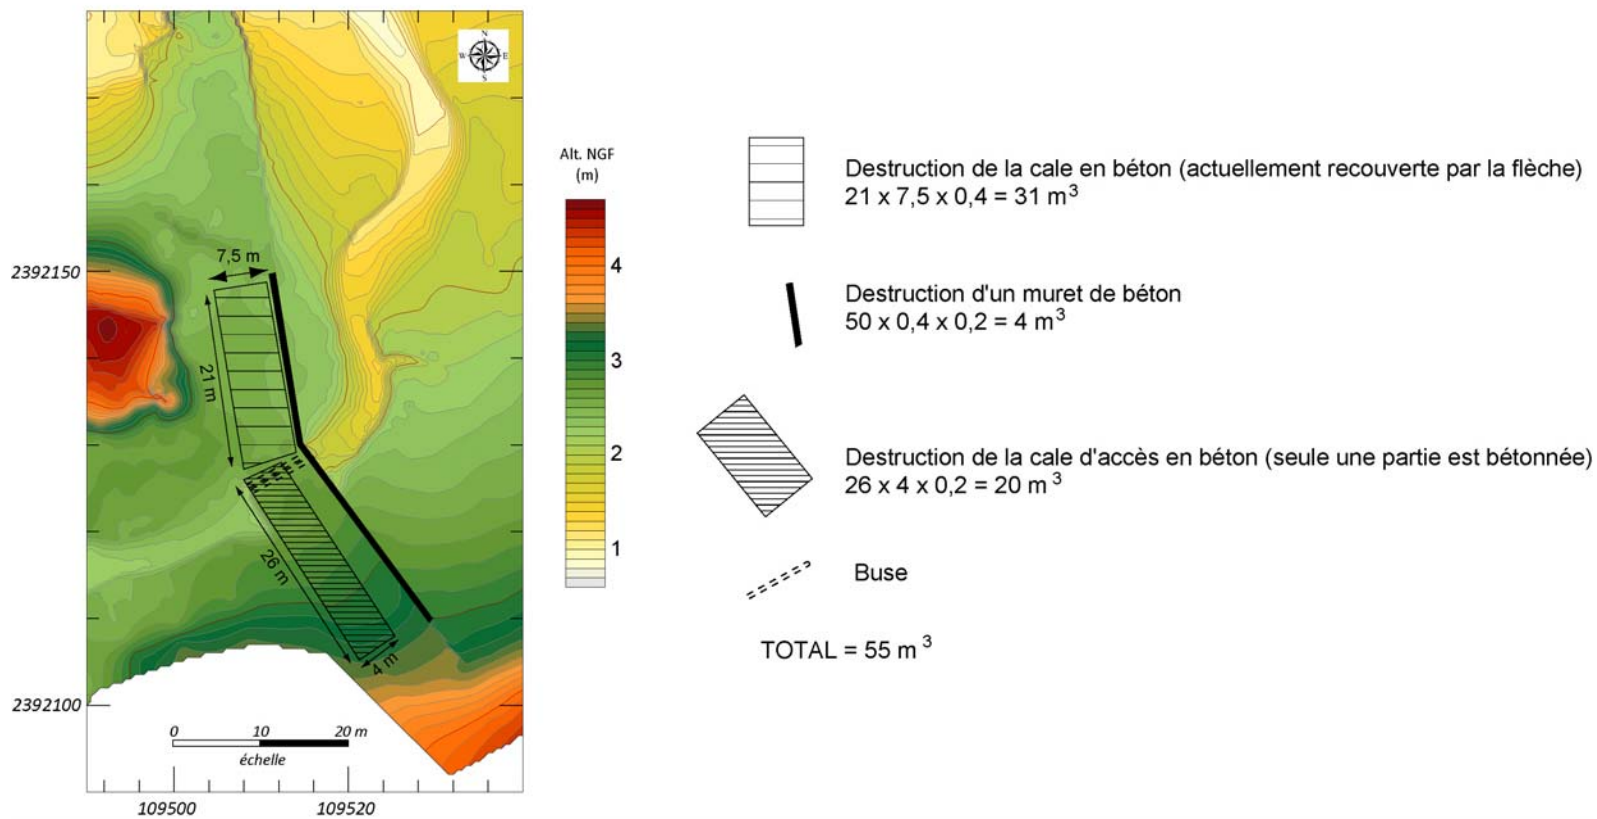 N
W
E
S
2392150
2392100
7,5 m
21 m
26 m
4 m
0 10 20 m
échelle
109500
109520
Alt. NGF
(m)
4
3
2
1
Destruction de la cale en béton (actuellement recouverte par la flèche)
21 x 7,5 x 0,4 = 31 m³
Destruction d'un muret de béton
50 x 0,4 x 0,2 = 4 m³
Destruction de la cale d'accès en béton (seule une partie est bétonnée)
26 x 4 x 0,2 = 20 m³
Buse
TOTAL = 55 m³